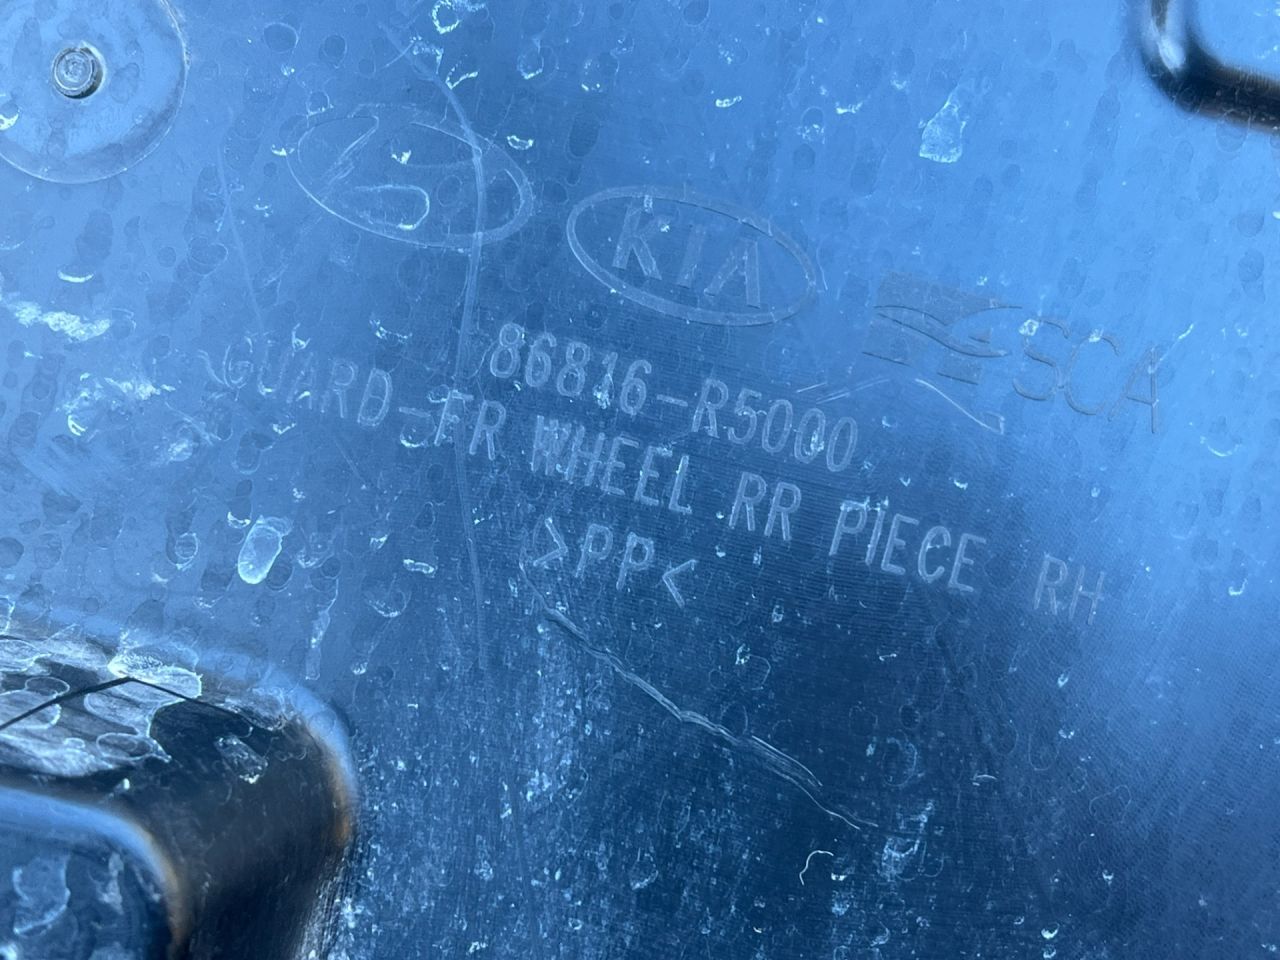 KIA
SCA
86816-R5000
GUARD-FR WHEEL RR PIECE RH
>PP<